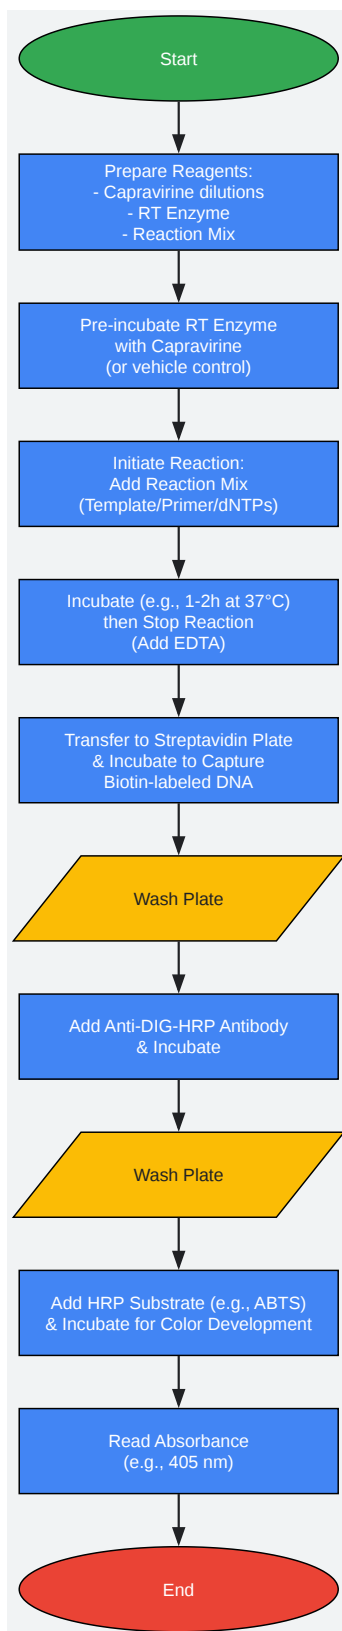 Start
Prepare Reagents:
- Capravirine dilutions
- RT Enzyme
- Reaction Mix
Pre-incubate RT Enzyme
with Capravirine
(or vehicle control)
Initiate Reaction:
Add Reaction Mix
(Template/Primer/dNTPs)
Incubate (e.g., 1-2h at 37°C)
then Stop Reaction
(Add EDTA)
Transfer to Streptavidin Plate
& Incubate to Capture
Biotin-labeled DNA
Wash Plate
Add Anti-DIG-HRP Antibody
& Incubate
Wash Plate
Add HRP Substrate (e.g., ABTS)
& Incubate for Color Development
Read Absorbance
(e.g., 405 nm)
End